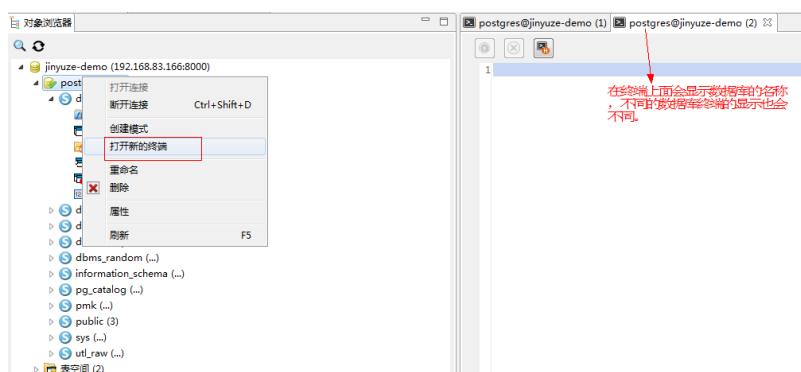 对象浏览器
jinyuze-demo (192.168.83.166:8000)
post
d
打开连接
断开连接 Ctrl+Shift+D
创建模式
打开新的终端
重命名
删除
属性
刷新 F5
d
d
d
dbms_random (...)
information_schema (...)
pg_catalog (...)
pmk (...)
public (3)
sys (...)
utl_raw (...)
表空间 (2)
postgres@jinyuze-demo (1)
postgres@jinyuze-demo (2)
1
在终端上面会显示数据库的名称
,不同的数据库终端的显示也会
不同。